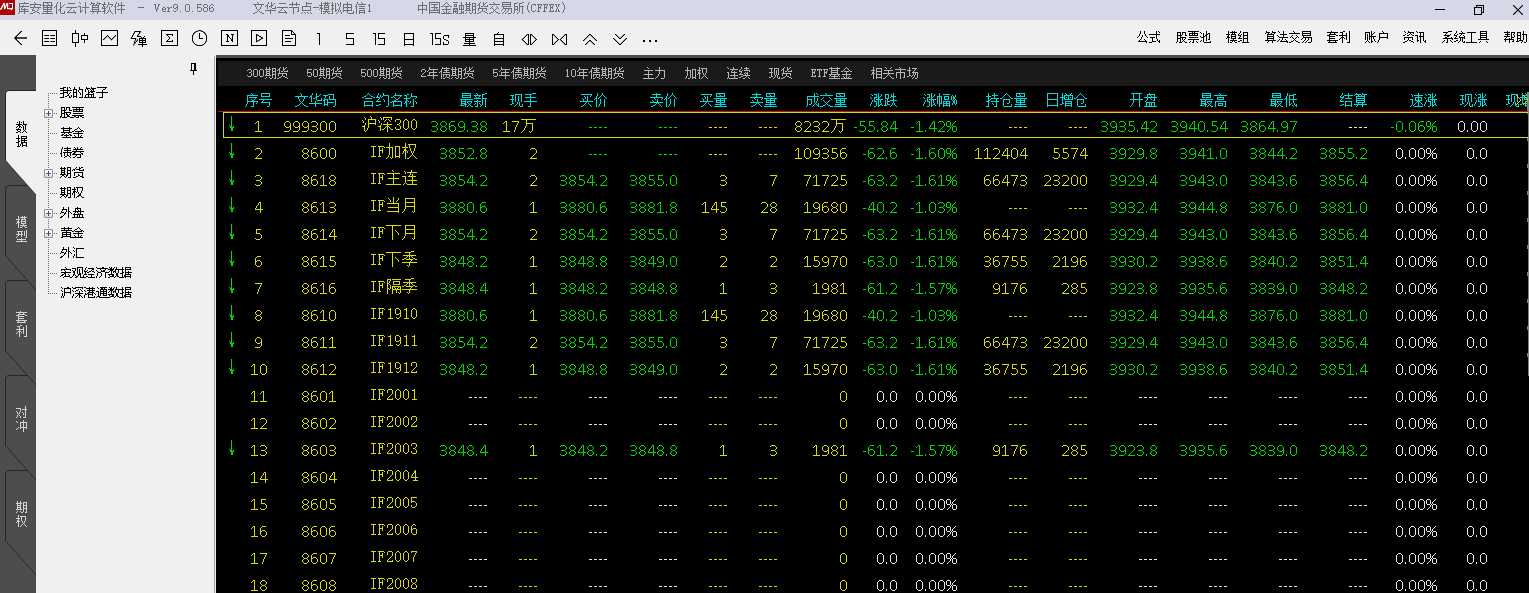 MQ 库安量化云计算软件 － Ver9.0.586 文华云节点-模拟电信1 中国金融期货交易所(CFFEX)
N 1 5 15 日 15S 量 自 ... 公式 股票池 模组 算法交易 套利 账户 资讯 系统工具 帮助
300期货 50期货 500期货 2年债期货 5年债期货 10年债期货 主力 加权 连续 现货 ETF基金 相关市场
我的篮子
股票
基金
债券
期货
期权
外盘
黄金
外汇
宏观经济数据
沪深港通数据
数据
模型
套利
对冲
期权
序号 文华码 合约名称 最新 现手 买价 卖价 买量 卖量 成交量 涨跌 涨幅% 持仓量 日增仓 开盘 最高 最低 结算 速涨 现涨
↓ 1 999300 沪深300 3869.38 17万 ---- ---- ---- ---- 8232万 -55.84 -1.42% ---- ---- 3935.42 3940.54 3864.97 ---- -0.06% 0.00
↓ 2 8600 IF加权 3852.8 2 ---- ---- ---- ---- 109356 -62.6 -1.60% 112404 5574 3929.8 3941.0 3844.2 3855.2 0.00% 0.0
↓ 3 8618 IF主连 3854.2 2 3854.2 3855.0 3 7 71725 -63.2 -1.61% 66473 23200 3929.4 3943.0 3843.6 3856.4 0.00% 0.0
↓ 4 8613 IF当月 3880.6 1 3880.6 3881.8 145 28 19680 -40.2 -1.03% ---- ---- 3932.4 3944.8 3876.0 3881.0 0.00% 0.0
↓ 5 8614 IF下月 3854.2 2 3854.2 3855.0 3 7 71725 -63.2 -1.61% 66473 23200 3929.4 3943.0 3843.6 3856.4 0.00% 0.0
↓ 6 8615 IF下季 3848.2 1 3848.8 3849.0 2 2 15970 -63.0 -1.61% 36755 2196 3930.2 3938.6 3840.2 3851.4 0.00% 0.0
↓ 7 8616 IF隔季 3848.4 1 3848.2 3848.8 1 3 1981 -61.2 -1.57% 9176 285 3923.8 3935.6 3839.0 3848.2 0.00% 0.0
↓ 8 8610 IF1910 3880.6 1 3880.6 3881.8 145 28 19680 -40.2 -1.03% ---- ---- 3932.4 3944.8 3876.0 3881.0 0.00% 0.0
↓ 9 8611 IF1911 3854.2 2 3854.2 3855.0 3 7 71725 -63.2 -1.61% 66473 23200 3929.4 3943.0 3843.6 3856.4 0.00% 0.0
↓ 10 8612 IF1912 3848.2 1 3848.8 3849.0 2 2 15970 -63.0 -1.61% 36755 2196 3930.2 3938.6 3840.2 3851.4 0.00% 0.0
11 8601 IF2001 ---- ---- ---- ---- ---- ---- 0 0.0 0.00% ---- ---- ---- ---- ---- ---- 0.00% 0.0
12 8602 IF2002 ---- ---- ---- ---- ---- ---- 0 0.0 0.00% ---- ---- ---- ---- ---- ---- 0.00% 0.0
↓ 13 8603 IF2003 3848.4 1 3848.2 3848.8 1 3 1981 -61.2 -1.57% 9176 285 3923.8 3935.6 3839.0 3848.2 0.00% 0.0
14 8604 IF2004 ---- ---- ---- ---- ---- ---- 0 0.0 0.00% ---- ---- ---- ---- ---- ---- 0.00% 0.0
15 8605 IF2005 ---- ---- ---- ---- ---- ---- 0 0.0 0.00% ---- ---- ---- ---- ---- ---- 0.00% 0.0
16 8606 IF2006 ---- ---- ---- ---- ---- ---- 0 0.0 0.00% ---- ---- ---- ---- ---- ---- 0.00% 0.0
17 8607 IF2007 ---- ---- ---- ---- ---- ---- 0 0.0 0.00% ---- ---- ---- ---- ---- ---- 0.00% 0.0
18 8608 IF2008 ---- ---- ---- ---- ---- ---- 0 0.0 0.00% ---- ---- ---- ---- ---- ---- 0.00% 0.0